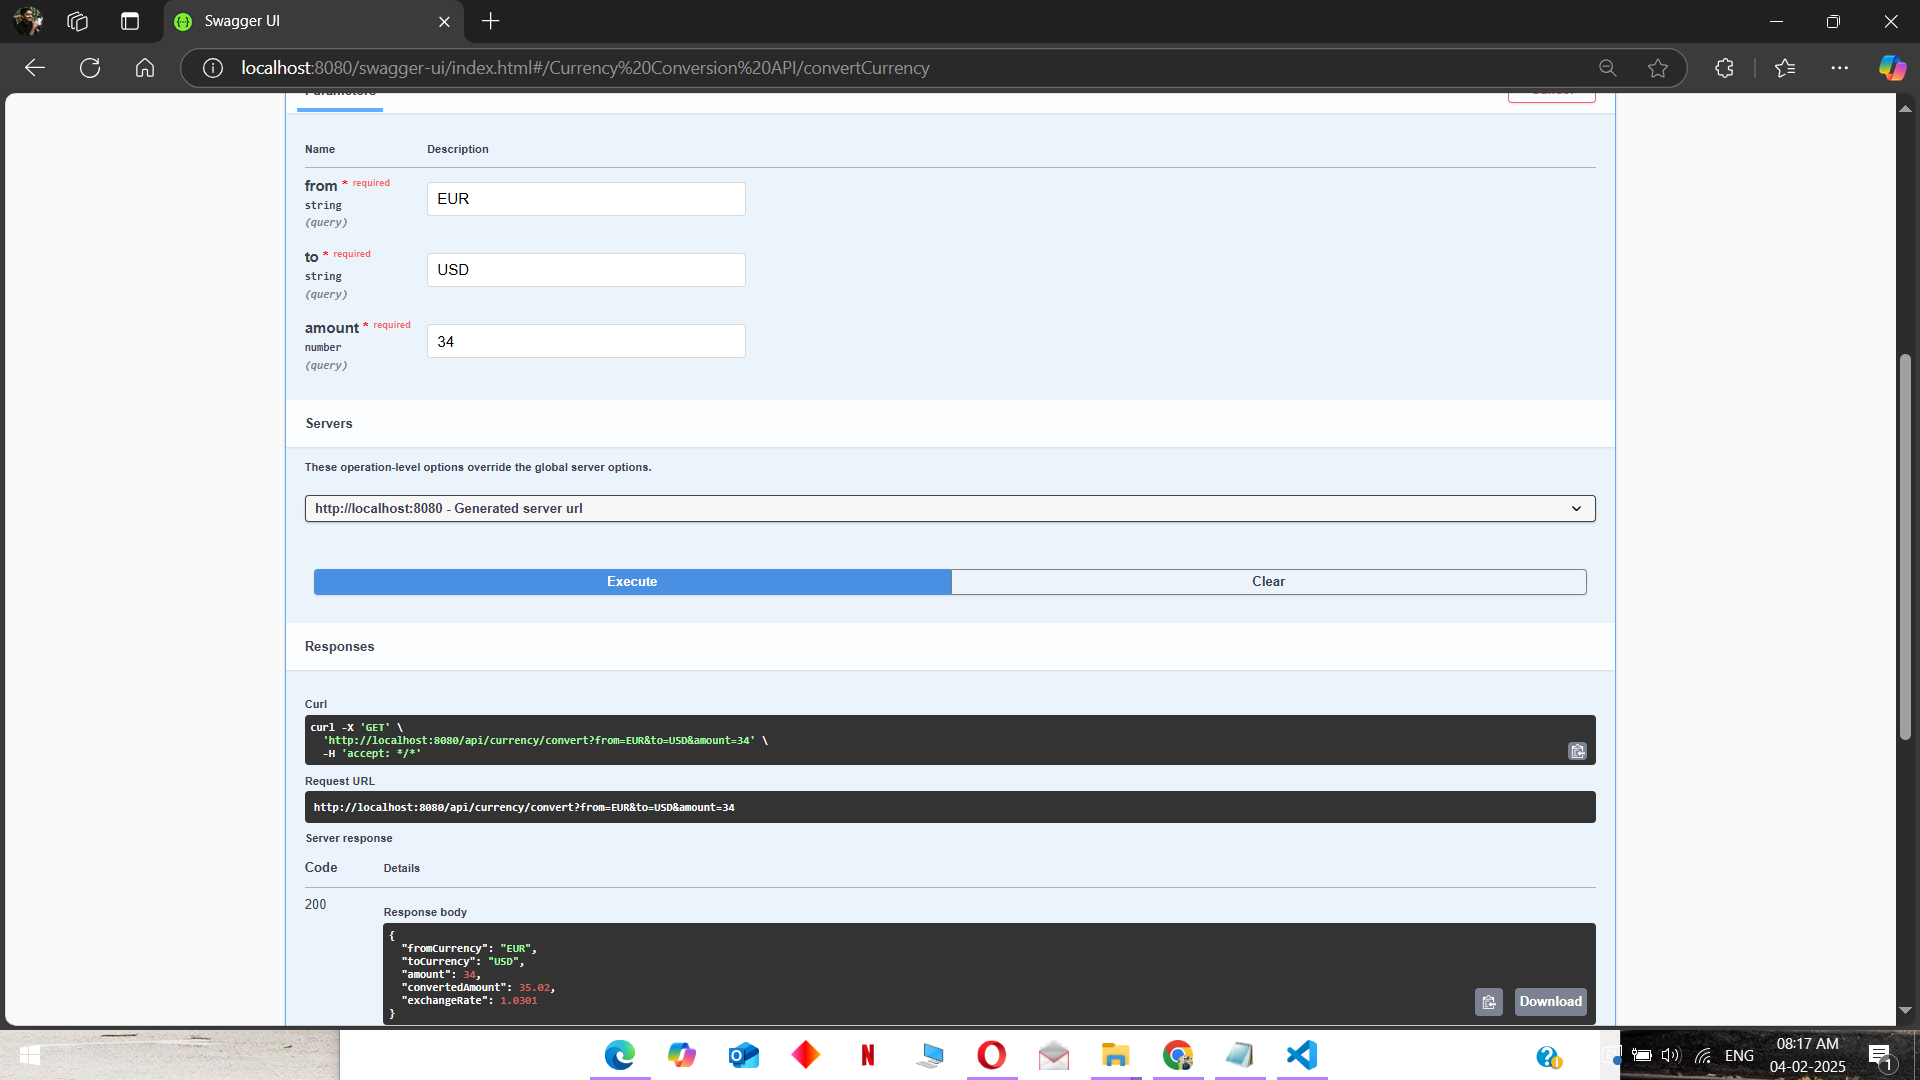 Swagger UI
localhost:8080/swagger-ui/index.html#/Currency%20Conversion%20API/convertCurrency
Parameters
Cancel
Name Description
from * required
string
(query)
EUR
to * required
string
(query)
USD
amount * required
number
(query)
34
Servers
These operation-level options override the global server options.
http://localhost:8080 - Generated server url
Execute Clear
Responses
Curl
curl -X 'GET' \
'http://localhost:8080/api/currency/convert?from=EUR&to=USD&amount=34' \
-H 'accept: */*'
Request URL
http://localhost:8080/api/currency/convert?from=EUR&to=USD&amount=34
Server response
Code Details
200
Response body
{
"fromCurrency": "EUR",
"toCurrency": "USD",
"amount": 34,
"convertedAmount": 35.02,
"exchangeRate": 1.0301
}
Download
ENG
08:17 AM
04-02-2025
1